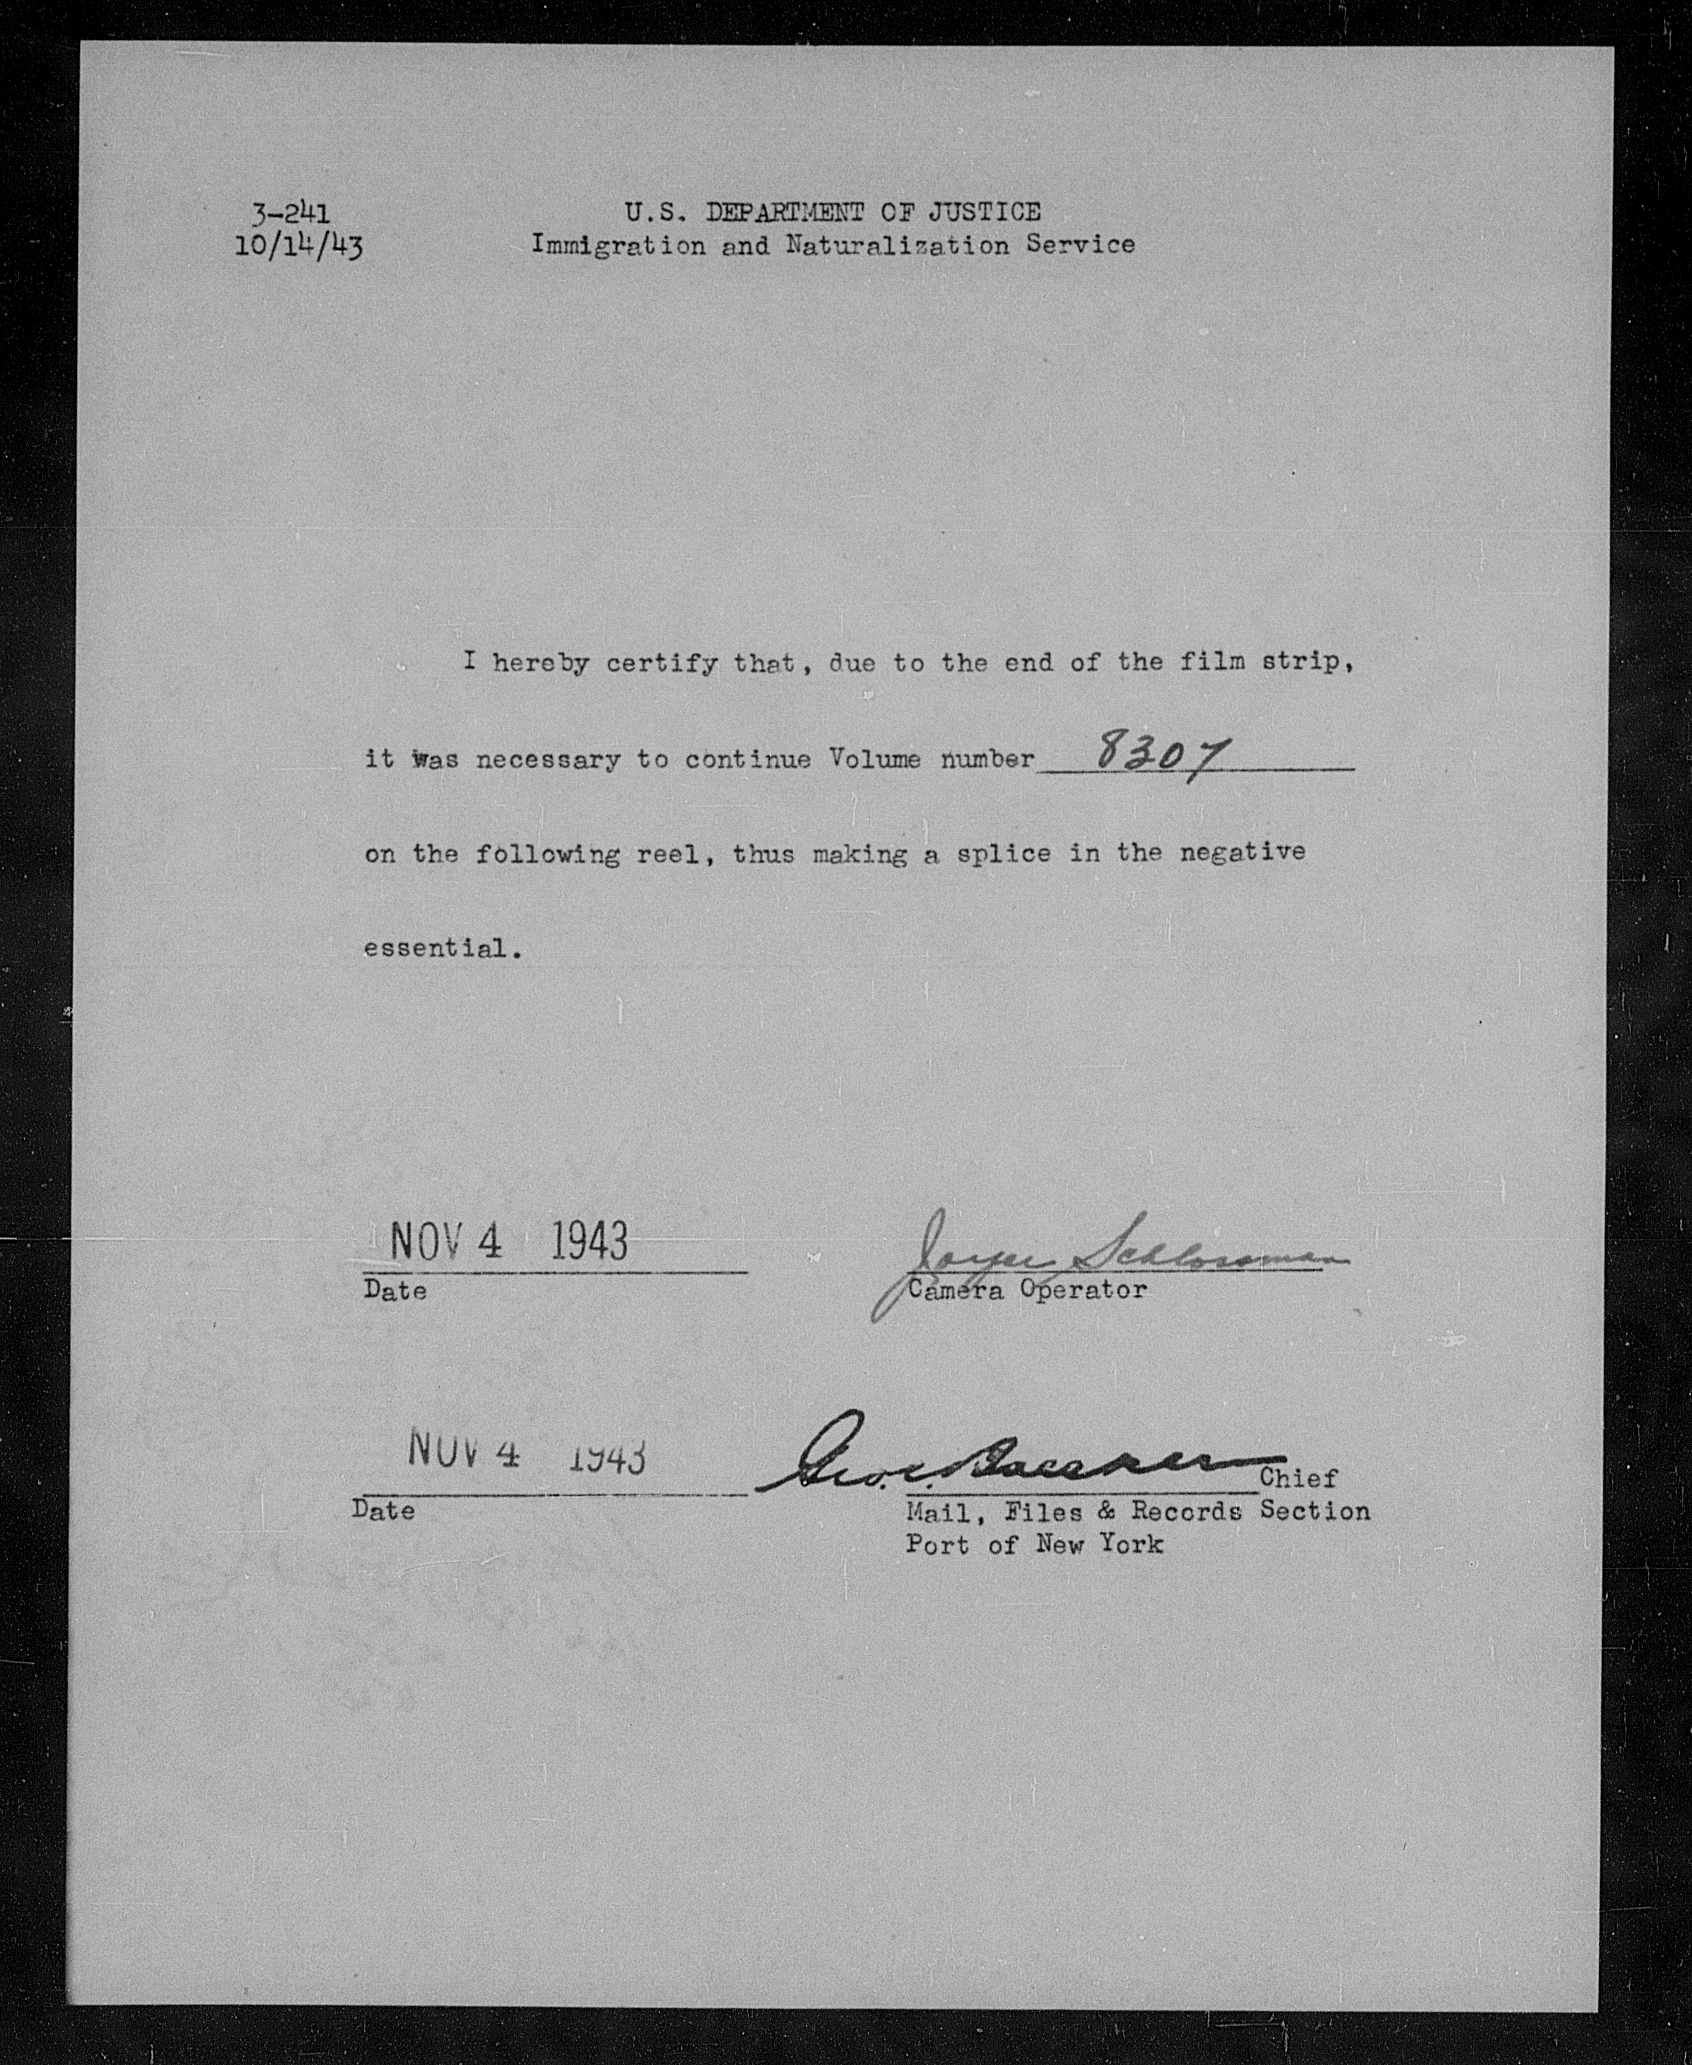 3-241
10/14/43
U.S. DEPARTMENT OF JUSTICE
Immigration and Naturalization Service
I hereby certify that, due to the end of the film strip,
it was necessary to continue Volume number 8307
on the following reel, thus making a splice in the negative
essential.
NOV 4 1943
Date
Joyce Schlossman
Camera Operator
NOV 4 1943
Date
Geo.
Chief
Mail, Files & Records Section
Port of New York